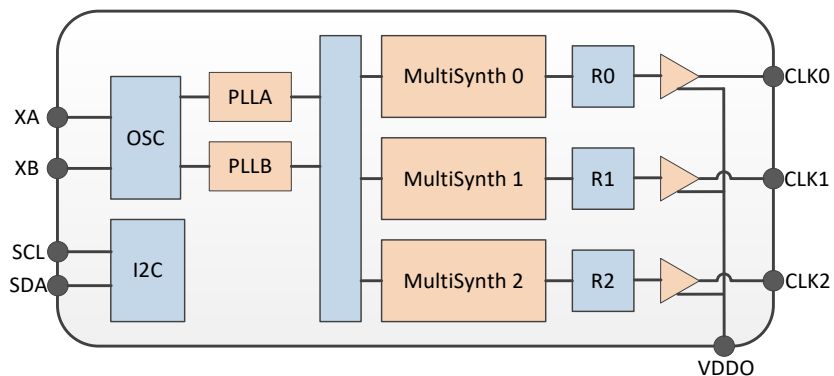 XA
XB
SCL
SDA
OSC
I2C
PLLA
PLLB
MultiSynth 0
R0
CLK0
MultiSynth 1
R1
CLK1
MultiSynth 2
R2
CLK2
VDDO